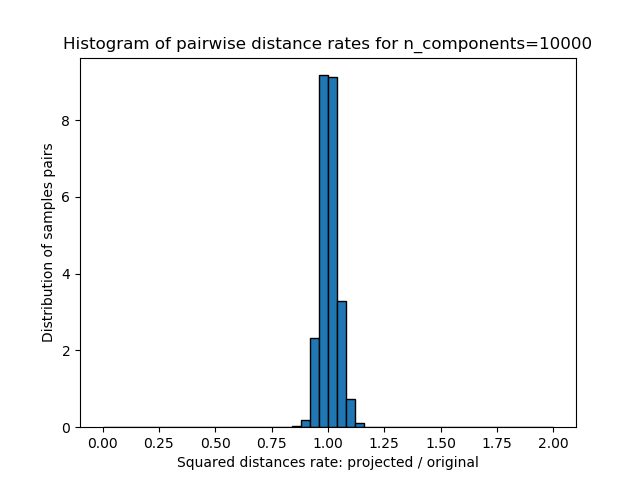 Histogram of pairwise distance rates for n_components=10000
Distribution of samples pairs
8
6
4
2
0
0.00 0.25 0.50 0.75 1.00 1.25 1.50 1.75 2.00
Squared distances rate: projected / original